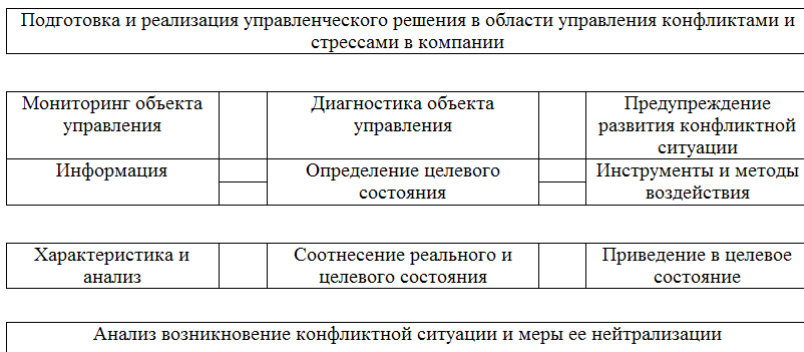 Подготовка и реализация управленческого решения в области управления конфликтами и
стрессами в компании
Мониторинг объекта
управления
Диагностика объекта
управления
Предупреждение
развития конфликтной
ситуации
Информация
Определение целевого
состояния
Инструменты и методы
воздействия
Характеристика и
анализ
Соотнесение реального и
целевого состояния
Приведение в целевое
состояние
Анализ возникновение конфликтной ситуации и меры ее нейтрализации